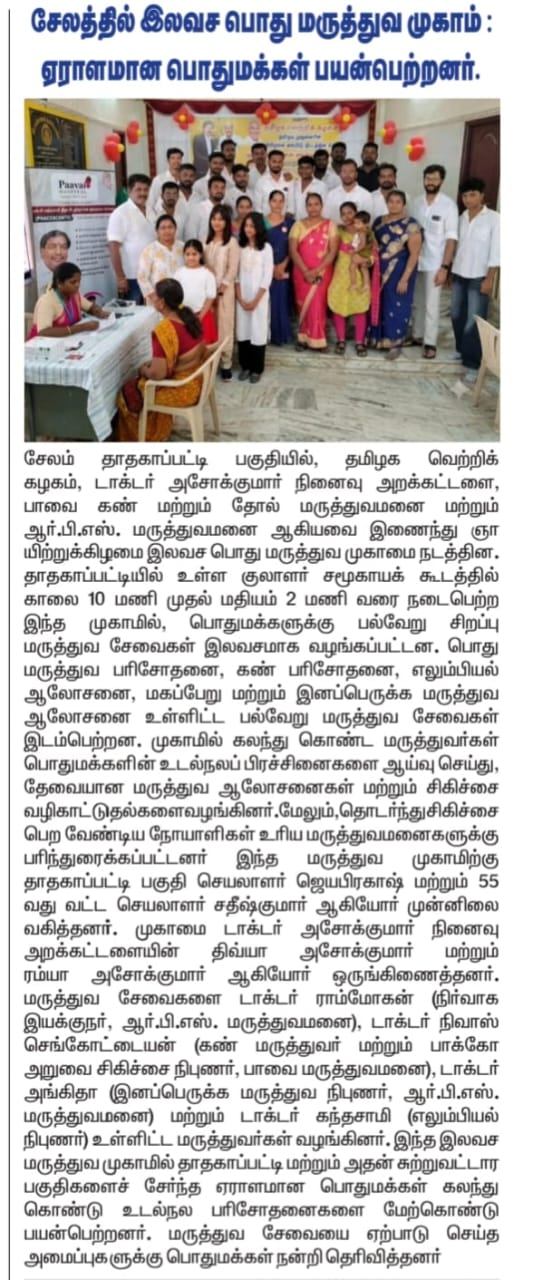 சேலத்தில் இலவச பொது மருத்துவ முகாம் :
ஏராளமான பொதுமக்கள் பயன்பெற்றனர்.
Paavai
HOSPITAL
சேலம் தாதகாப்பட்டி பகுதியில், தமிழக வெற்றிக்
கழகம், டாக்டர் அசோக்குமார் நினைவு அறக்கட்டளை,
பாவை கண் மற்றும் தோல் மருத்துவமனை மற்றும்
ஆர்.பி.எஸ். மருத்துவமனை ஆகியவை இணைந்து ஞா
யிற்றுக்கிழமை இலவச பொது மருத்துவ முகாமை நடத்தின.
தாதகாப்பட்டியில் உள்ள குலாளர் சமூகாயக் கூடத்தில்
காலை 10 மணி முதல் மதியம் 2 மணி வரை நடைபெற்ற
இந்த முகாமில், பொதுமக்களுக்கு பல்வேறு சிறப்பு
மருத்துவ சேவைகள் இலவசமாக வழங்கப்பட்டன. பொது
மருத்துவ பரிசோதனை, கண் பரிசோதனை, எலும்பியல்
ஆலோசனை, மகப்பேறு மற்றும் இனப்பெருக்க மருத்துவ
ஆலோசனை உள்ளிட்ட பல்வேறு மருத்துவ சேவைகள்
இடம்பெற்றன. முகாமில் கலந்து கொண்ட மருத்துவர்கள்
பொதுமக்களின் உடல்நலப் பிரச்சினைகளை ஆய்வு செய்து,
தேவையான மருத்துவ ஆலோசனைகள் மற்றும் சிகிச்சை
வழிகாட்டுதல்களைவழங்கினர்.மேலும்,தொடர்ந்துசிகிச்சை
பெற வேண்டிய நோயாளிகள் உரிய மருத்துவமனைகளுக்கு
பரிந்துரைக்கப்பட்டனர் இந்த மருத்துவ முகாமிற்கு
தாதகாப்பட்டி பகுதி செயலாளர் ஜெயபிரகாஷ் மற்றும் 55
வது வட்ட செயலாளர் சதீஷ்குமார் ஆகியோர் முன்னிலை
வகித்தனர். முகாமை டாக்டர் அசோக்குமார் நினைவு
அறக்கட்டளையின் திவ்யா அசோக்குமார் மற்றும்
ரம்யா அசோக்குமார் ஆகியோர் ஒருங்கிணைத்தனர்.
மருத்துவ சேவைகளை டாக்டர் ராம்மோகன் (நிர்வாக
இயக்குநர், ஆர்.பி.எஸ். மருத்துவமனை), டாக்டர் நிவாஸ்
செங்கோட்டையன் (கண் மருத்துவர் மற்றும் பாக்கோ
அறுவை சிகிச்சை நிபுணர், பாவை மருத்துவமனை), டாக்டர்
அங்கிதா (இனப்பெருக்க மருத்துவ நிபுணர், ஆர்.பி.எஸ்.
மருத்துவமனை) மற்றும் டாக்டர் கந்தசாமி (எலும்பியல்
நிபுணர்) உள்ளிட்ட மருத்துவர்கள் வழங்கினர். இந்த இலவச
மருத்துவ முகாமில் தாதகாப்பட்டி மற்றும் அதன் சுற்றுவட்டார
பகுதிகளைச் சேர்ந்த ஏராளமான பொதுமக்கள் கலந்து
கொண்டு உடல்நல பரிசோதனைகளை மேற்கொண்டு
பயன்பெற்றனர். மருத்துவ சேவையை ஏற்பாடு செய்த
அமைப்புகளுக்கு பொதுமக்கள் நன்றி தெரிவித்தனர்